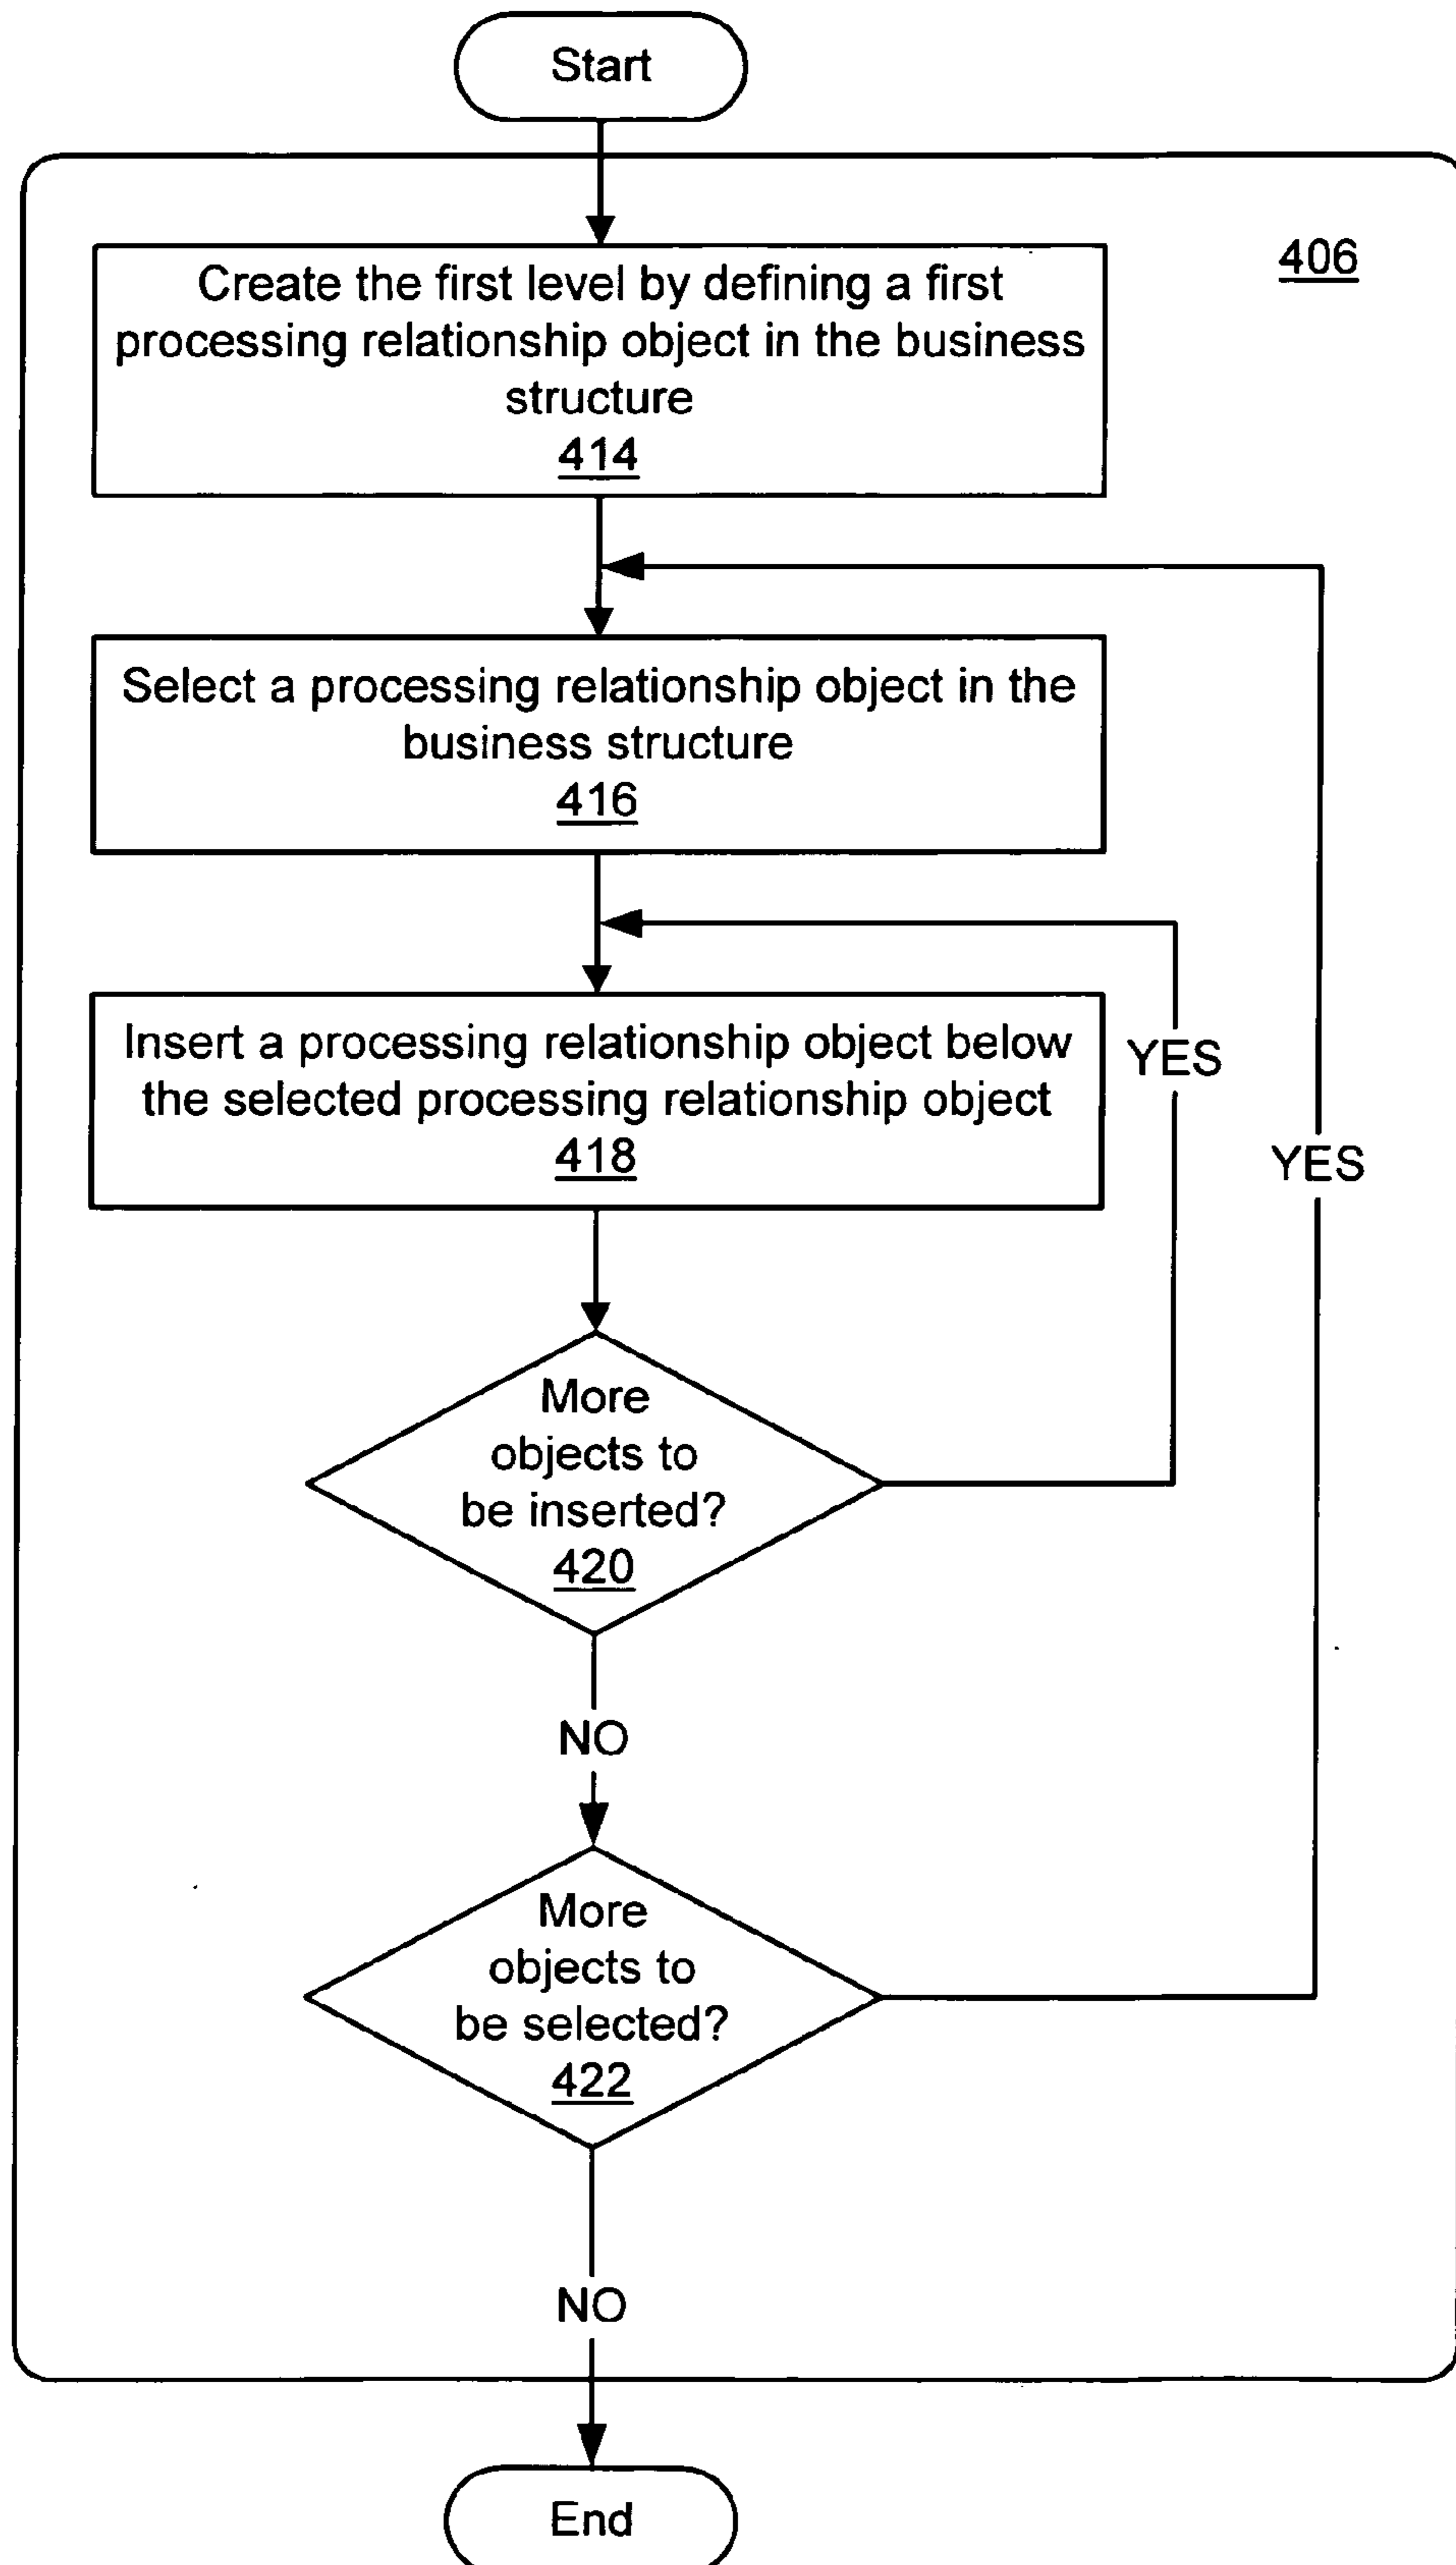 Start
406
Create the first level by defining a first
processing relationship object in the business
structure
414
Select a processing relationship object in the
business structure
416
Insert a processing relationship object below
the selected processing relationship object
418
YES
YES
More
objects to
be inserted?
420
NO
More
objects to
be selected?
422
NO
End